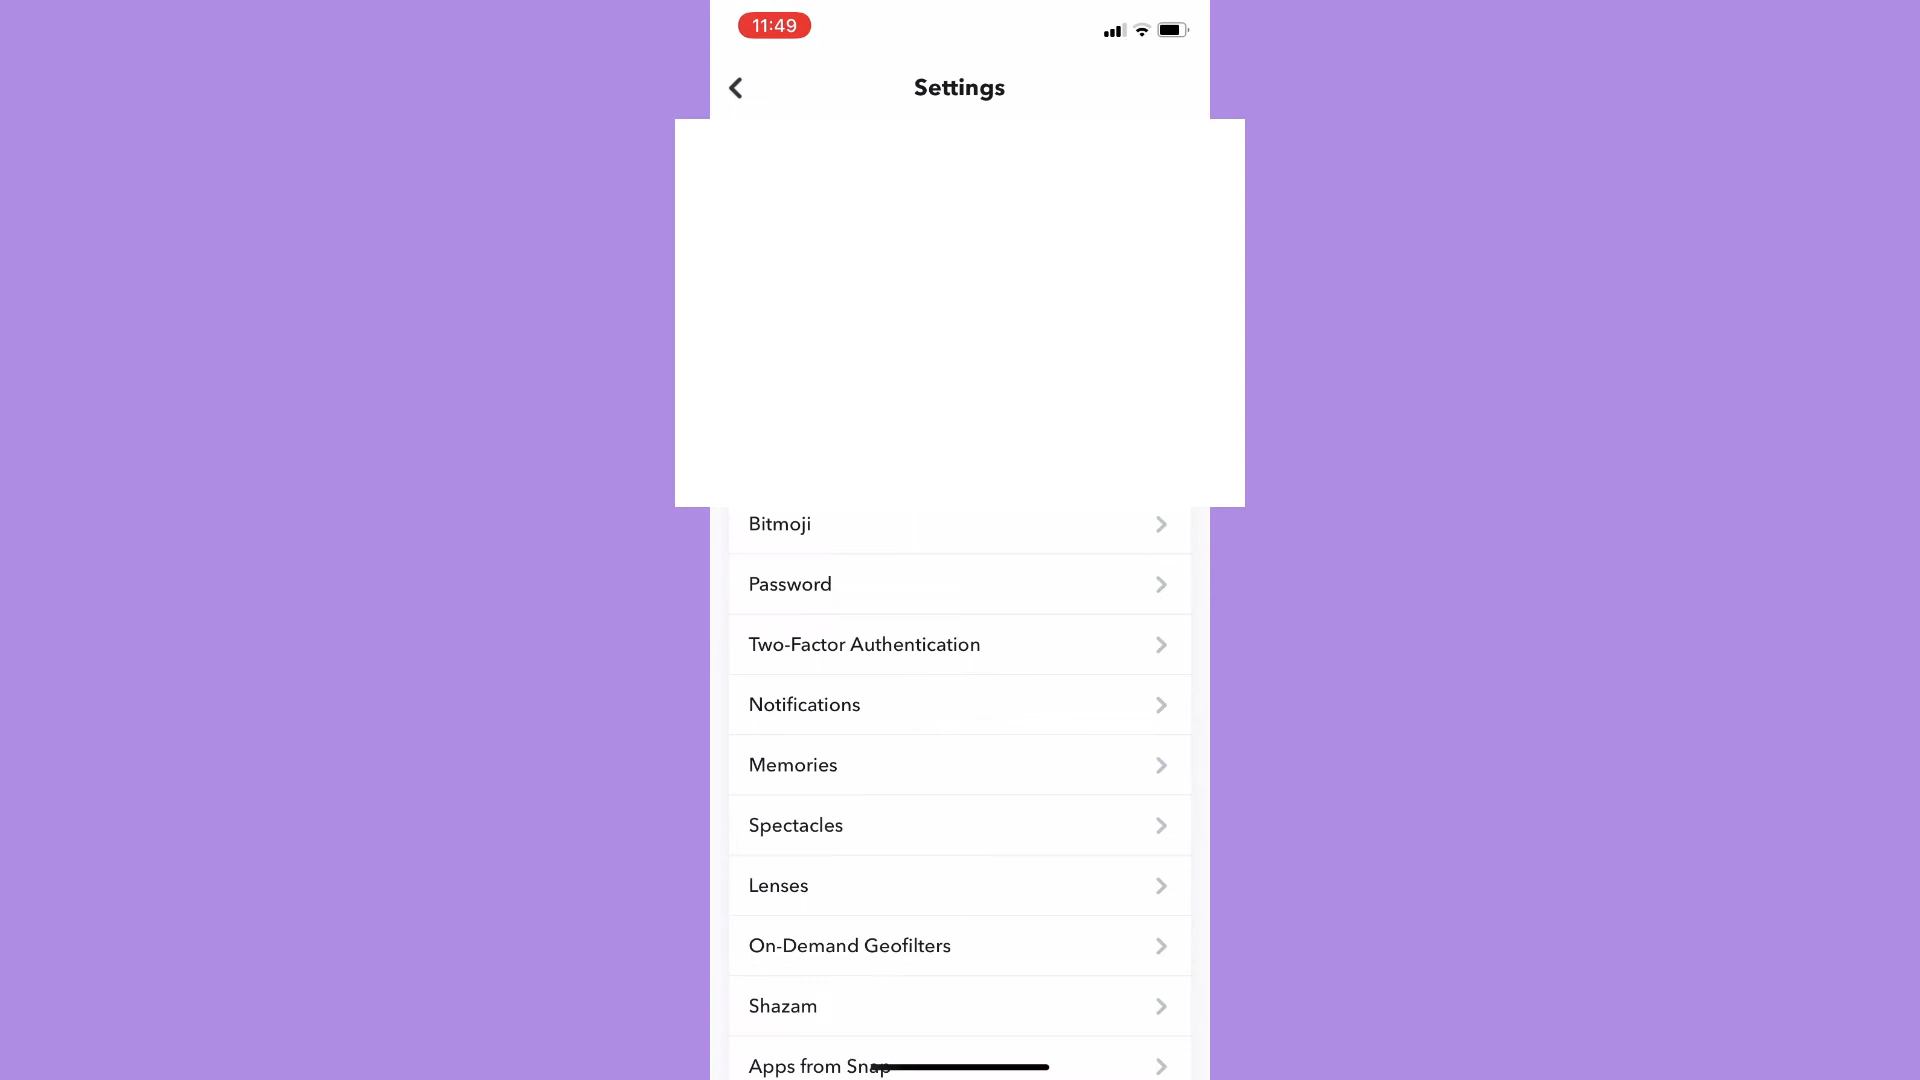 11:49
Settings
Bitmoji
Password
Two-Factor Authentication
Notifications
Memories
Spectacles
Lenses
On-Demand Geofilters
Shazam
Apps from Snap